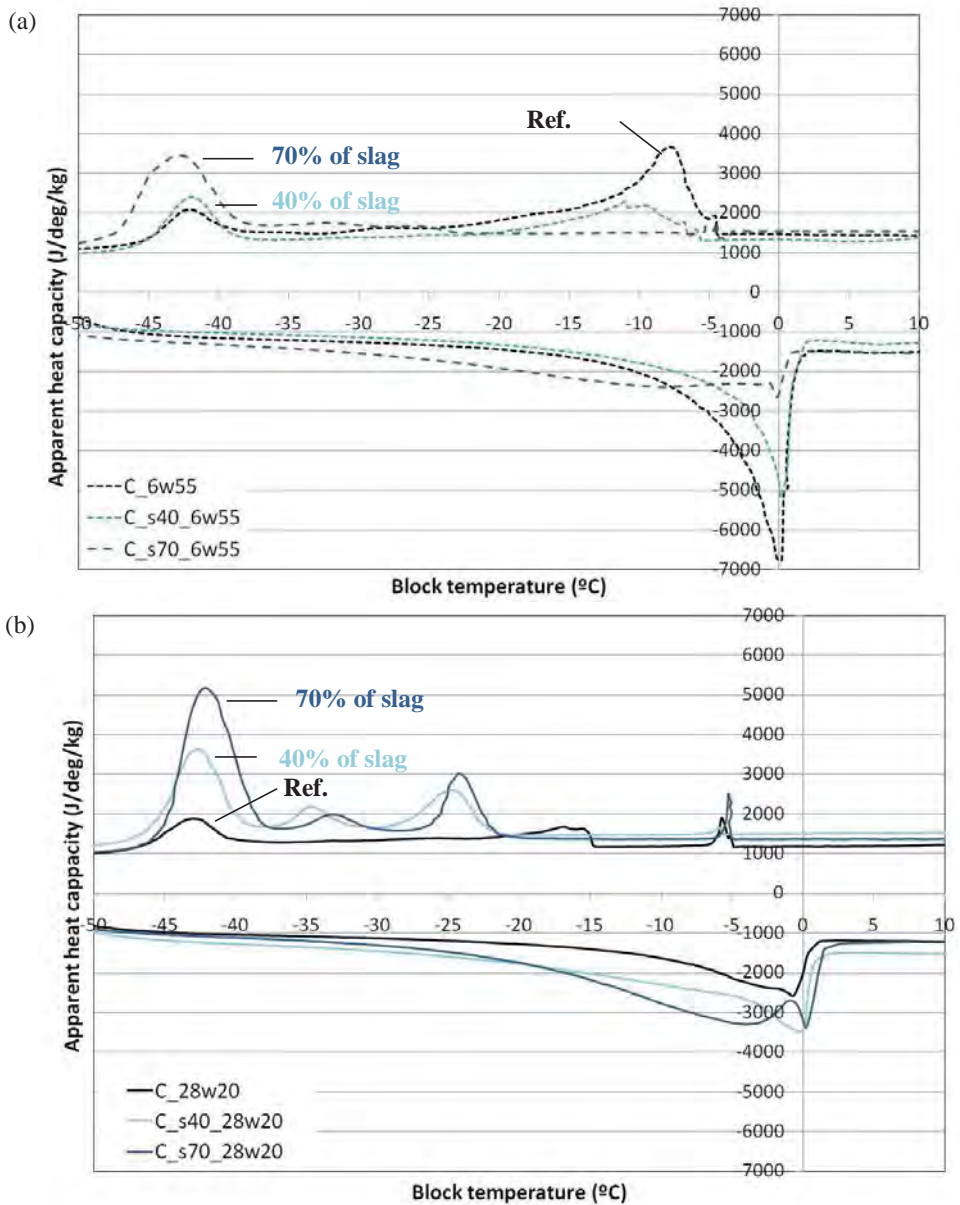 (a)
7000
6000
5000
4000
3000
2000
1000
0
-1000
-2000
-3000
-4000
-5000
-6000
-7000
Ref.
70% of slag
40% of slag
-50 -45 -40 -35 -30 -25 -20 -15 -10 -5 0 5 10
Apparent heat capacity (J/deg/kg)
C_6w55
C_s40_6w55
C_s70_6w55
Block temperature (ºC)
(b)
7000
6000
5000
4000
3000
2000
1000
0
-1000
-2000
-3000
-4000
-5000
-6000
-7000
70% of slag
40% of slag
Ref.
-50 -45 -40 -35 -30 -25 -20 -15 -10 -5 0 5 10
Apparent heat cappacity (J/deg/kg)
C_28w20
C_s40_28w20
C_s70_28w20
Block temperature (ºC)